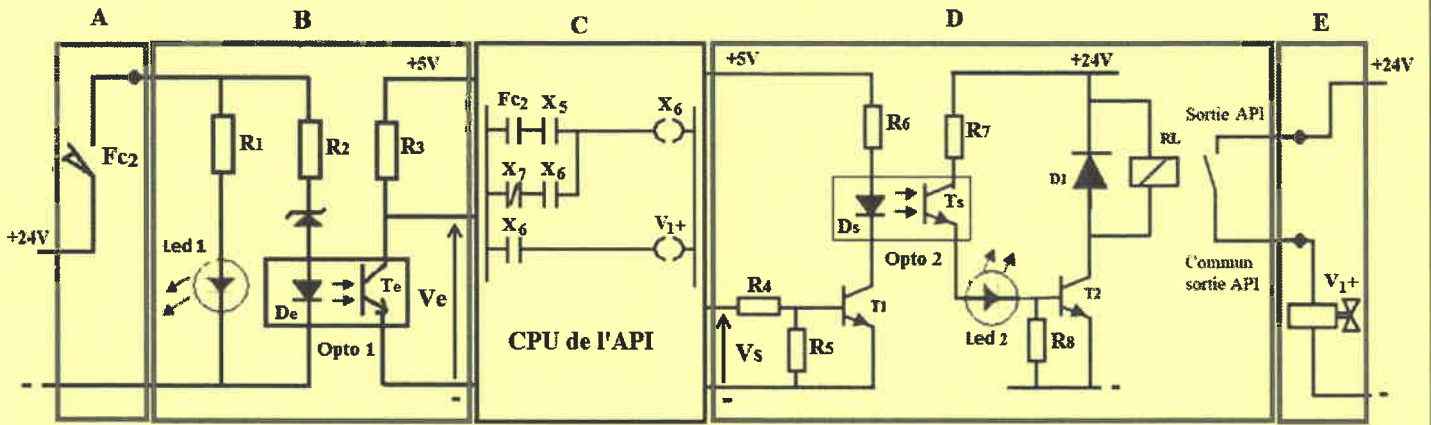 A
B
C
D
E
Fc2
+24V
-
R1
R2
R3
+5V
Led 1
De
Te
Opto 1
Ve
-
Fc2
X5
X6
X7
X6
X6
V1+
CPU de l'API
+5V
R4
R5
Vs
-
R6
R7
Ds
Ts
Opto 2
T1
Led 2
R8
T2
-
+24V
D1
RL
Sortie API
Commun
sortie API
+24V
V1+
-